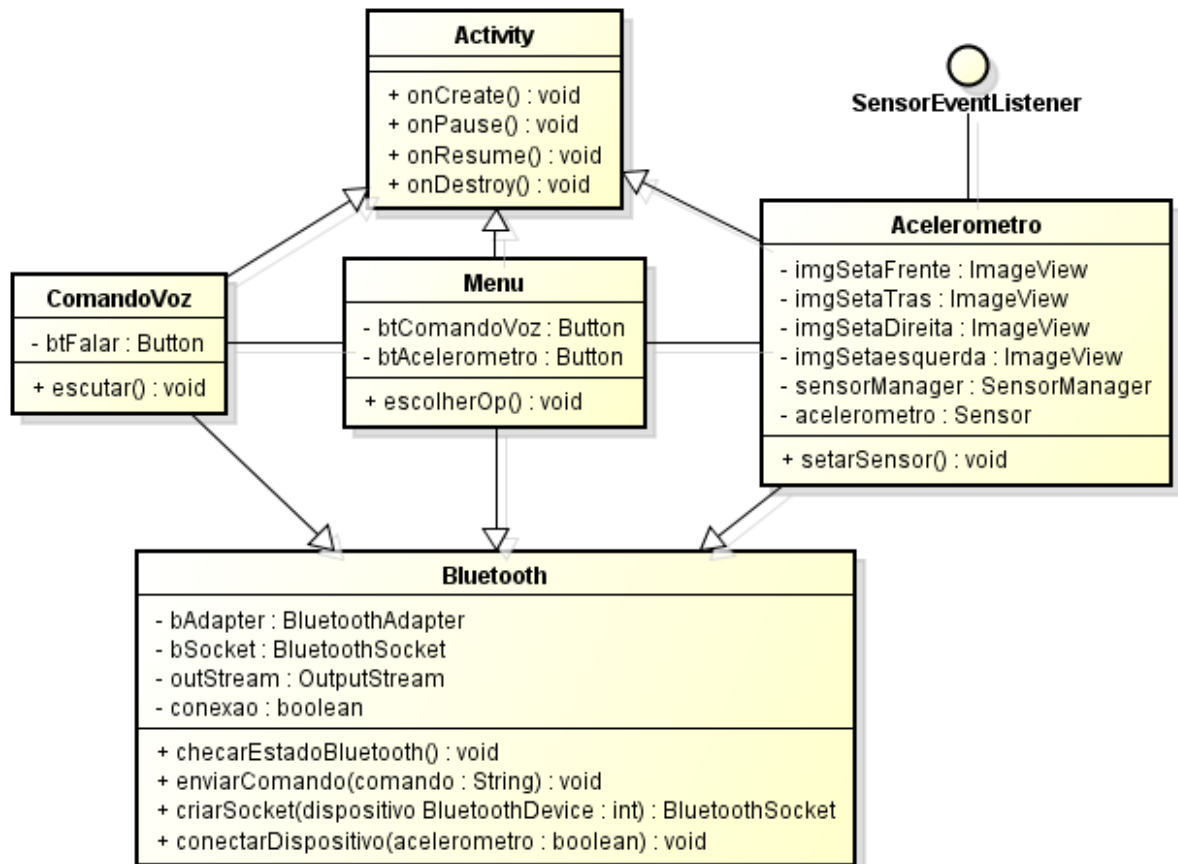 Activity
+ onCreate() : void
+ onPause() : void
+ onResume() : void
+ onDestroy() : void
SensorEventListener
ComandoVoz
- btFalar : Button
+ escutar() : void
Menu
- btComandoVoz : Button
- btAcelerometro : Button
+ escolherOp() : void
Acelerometro
- imgSetaFrente : ImageView
- imgSetaTras : ImageView
- imgSetaDireita : ImageView
- imgSetaesquerda : ImageView
- sensorManager : SensorManager
- acelerometro : Sensor
+ setarSensor() : void
Bluetooth
- bAdapter : BluetoothAdapter
- bSocket : BluetoothSocket
- outStream : OutputStream
- conexao : boolean
+ checarEstadoBluetooth() : void
+ enviarComando(comando : String) : void
+ criarSocket(dispositivo BluetoothDevice : int) : BluetoothSocket
+ conectarDispositivo(acelerometro : boolean) : void